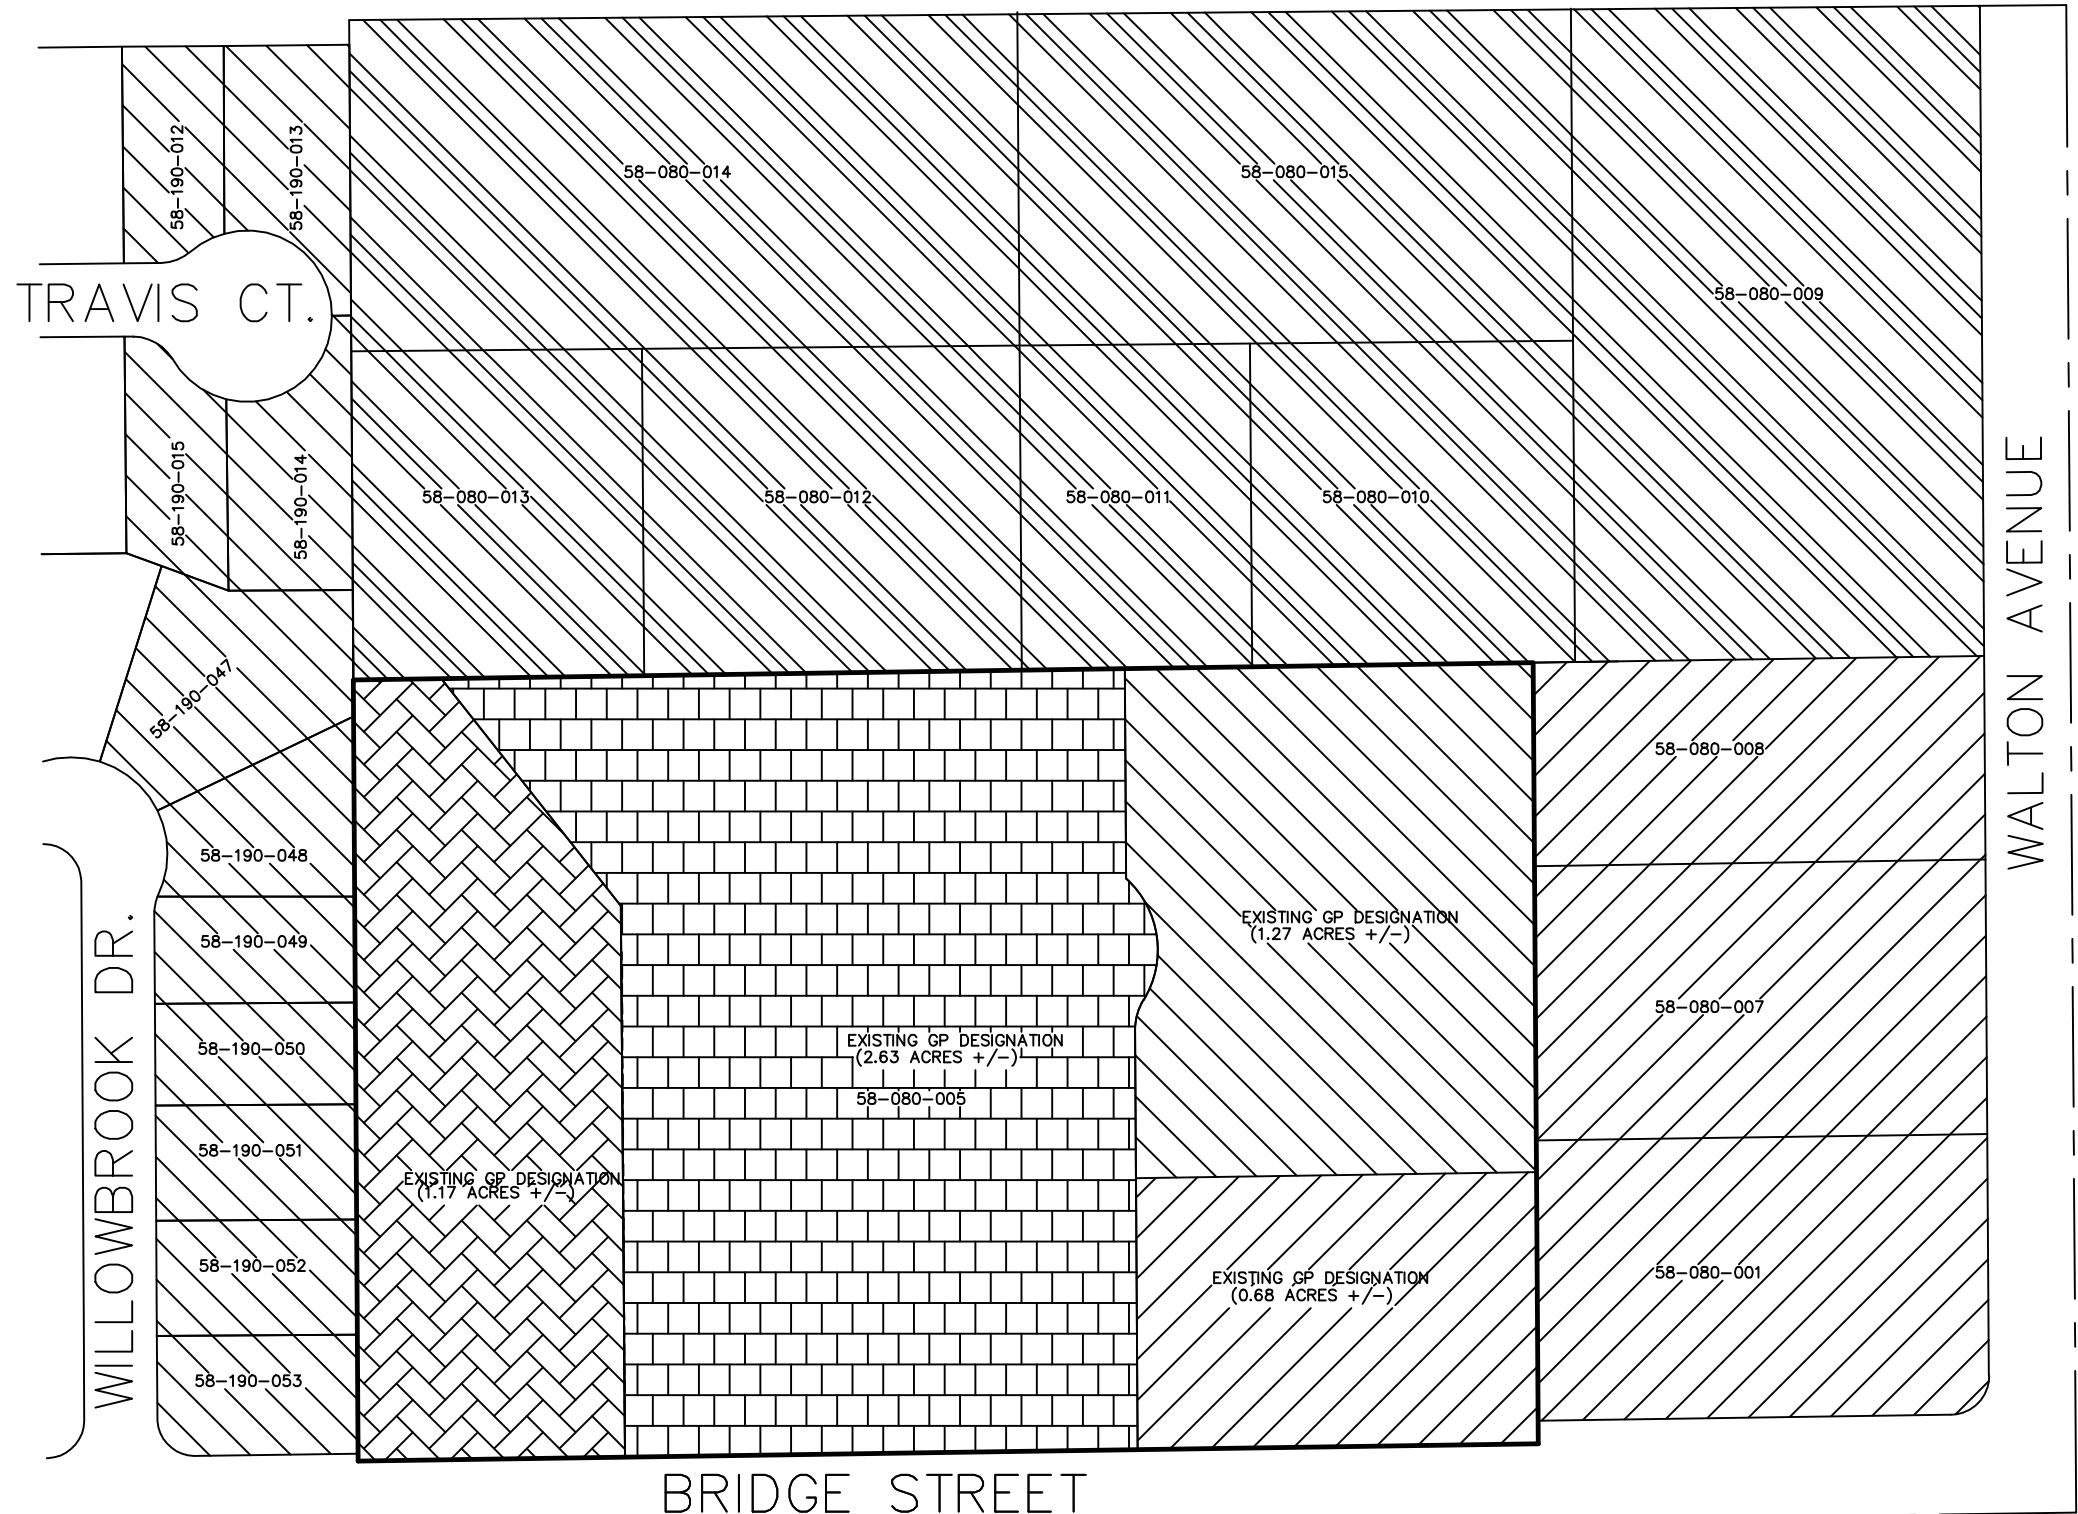 58-190-012
58-190-013
58-080-014
58-080-015
58-080-009
TRAVIS CT.
58-190-015
58-190-014
58-080-013
58-080-012
58-080-011
58-080-010
WALTON AVENUE
58-190-047
58-080-008
58-190-048
58-190-049
EXISTING GP DESIGNATION
(1.27 ACRES +/-)
58-080-007
WILLOWBROOK DR.
58-190-050
EXISTING GP DESIGNATION
(2.63 ACRES +/-)
58-080-005
58-190-051
EXISTING GP DESIGNATION
(1.17 ACRES +/-)
58-190-052
EXISTING GP DESIGNATION
(0.68 ACRES +/-)
58-080-001
58-190-053
BRIDGE STREET